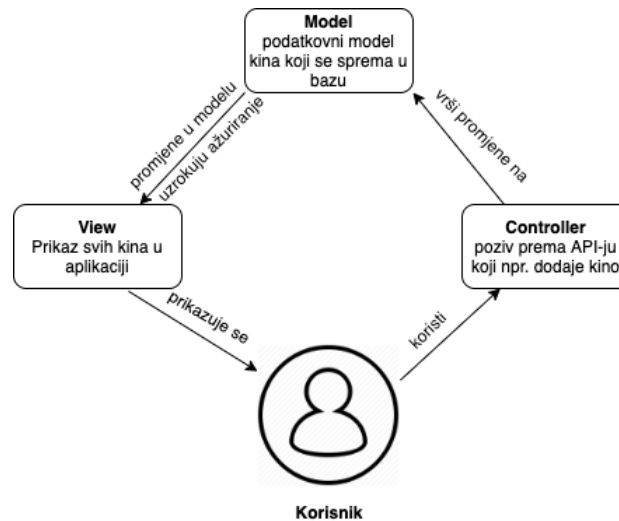 Model
podatkovni model
kina koji se sprema u
bazu
promjene u modelu
uzrokuju ažuriranje
vrši promjene na
View
Prikaz svih kina u
aplikaciji
Controller
poziv prema API-ju
koji npr. dodaje kino
prikazuje se
koristi
Korisnik